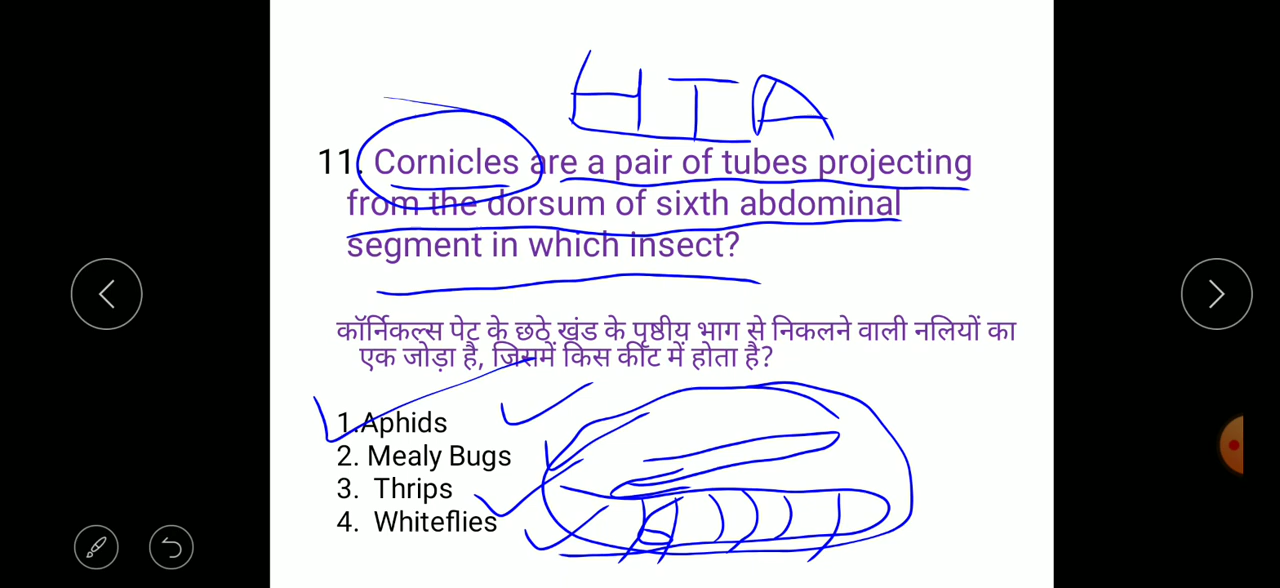 HTA
11. Cornicles are a pair of tubes projecting
from the dorsum of sixth abdominal
segment in which insect?
कॉर्निकल्स पेट के छठे खंड के पृष्ठीय भाग से निकलने वाली नलियों का
एक जोड़ा है, जिसमें किस कीट में होता है?
1.Aphids
2. Mealy Bugs
3. Thrips
4. Whiteflies